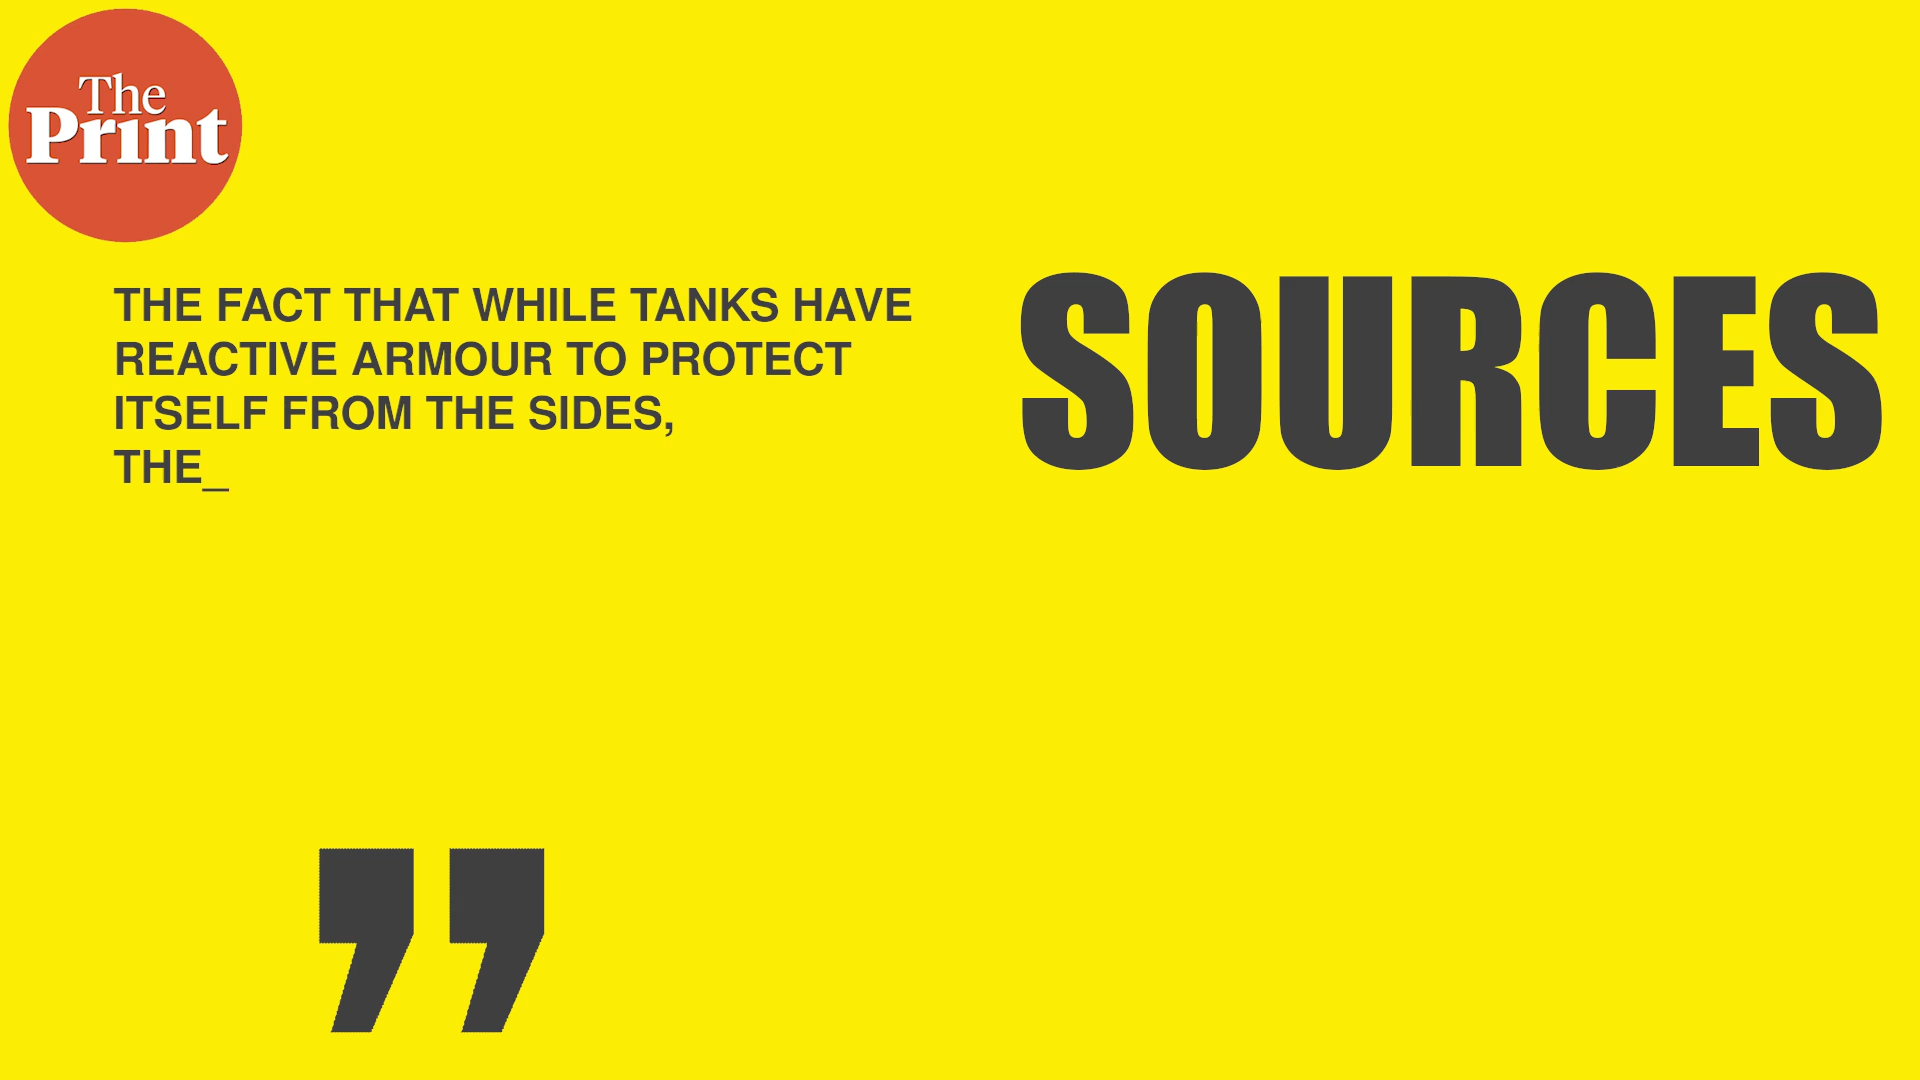 The
Print
THE FACT THAT WHILE TANKS HAVE
REACTIVE ARMOUR TO PROTECT
ITSELF FROM THE SIDES,
THE_
SOURCES
”